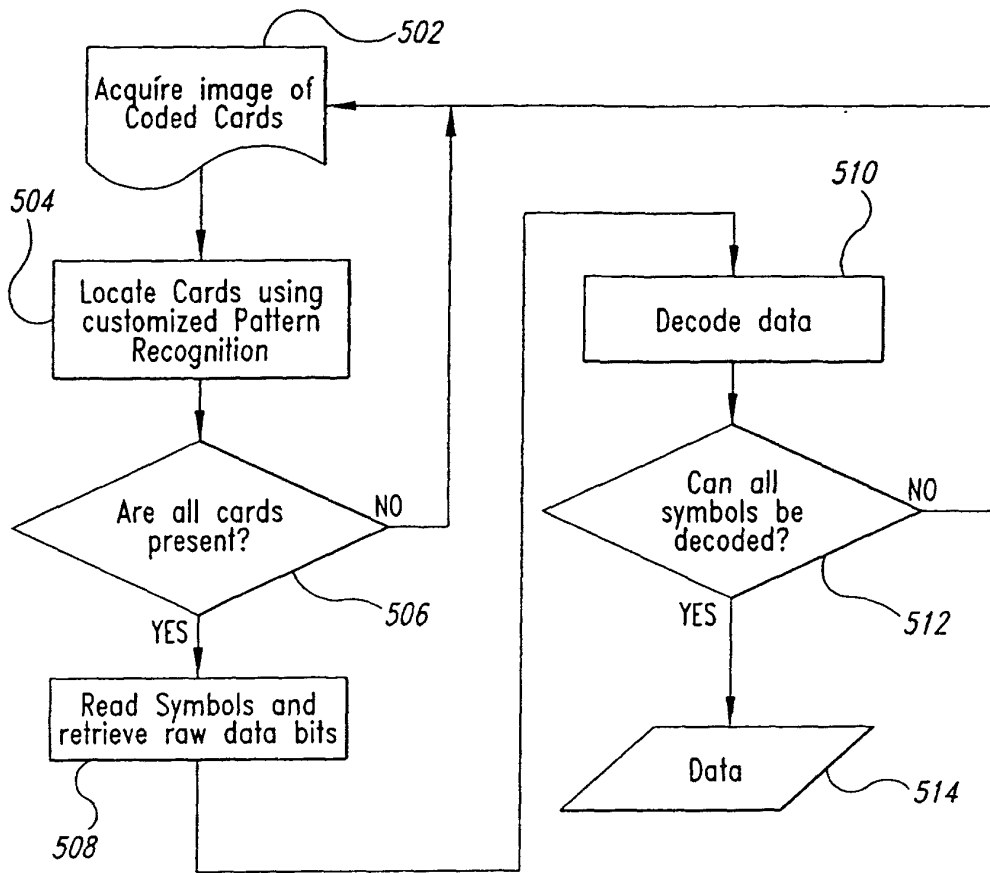 502
Acquire image of
Coded Cards
504
Locate Cards using
customized Pattern
Recognition
Are all cards
present?
NO
506
YES
Read Symbols and
retrieve raw data bits
508
510
Decode data
Can all
symbols be
decoded?
NO
512
YES
Data
514